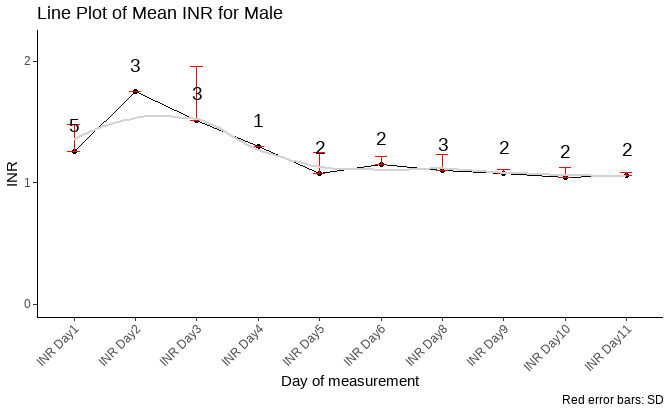 Line Plot of Mean INR for Male
INR
2
1
0
5
3
3
1
2
2
3
2
2
2
INR Day1
INR Day2
INR Day3
INR Day4
INR Day5
INR Day6
INR Day8
INR Day9
INR Day10
INR Day11
Day of measurement
Red error bars: SD